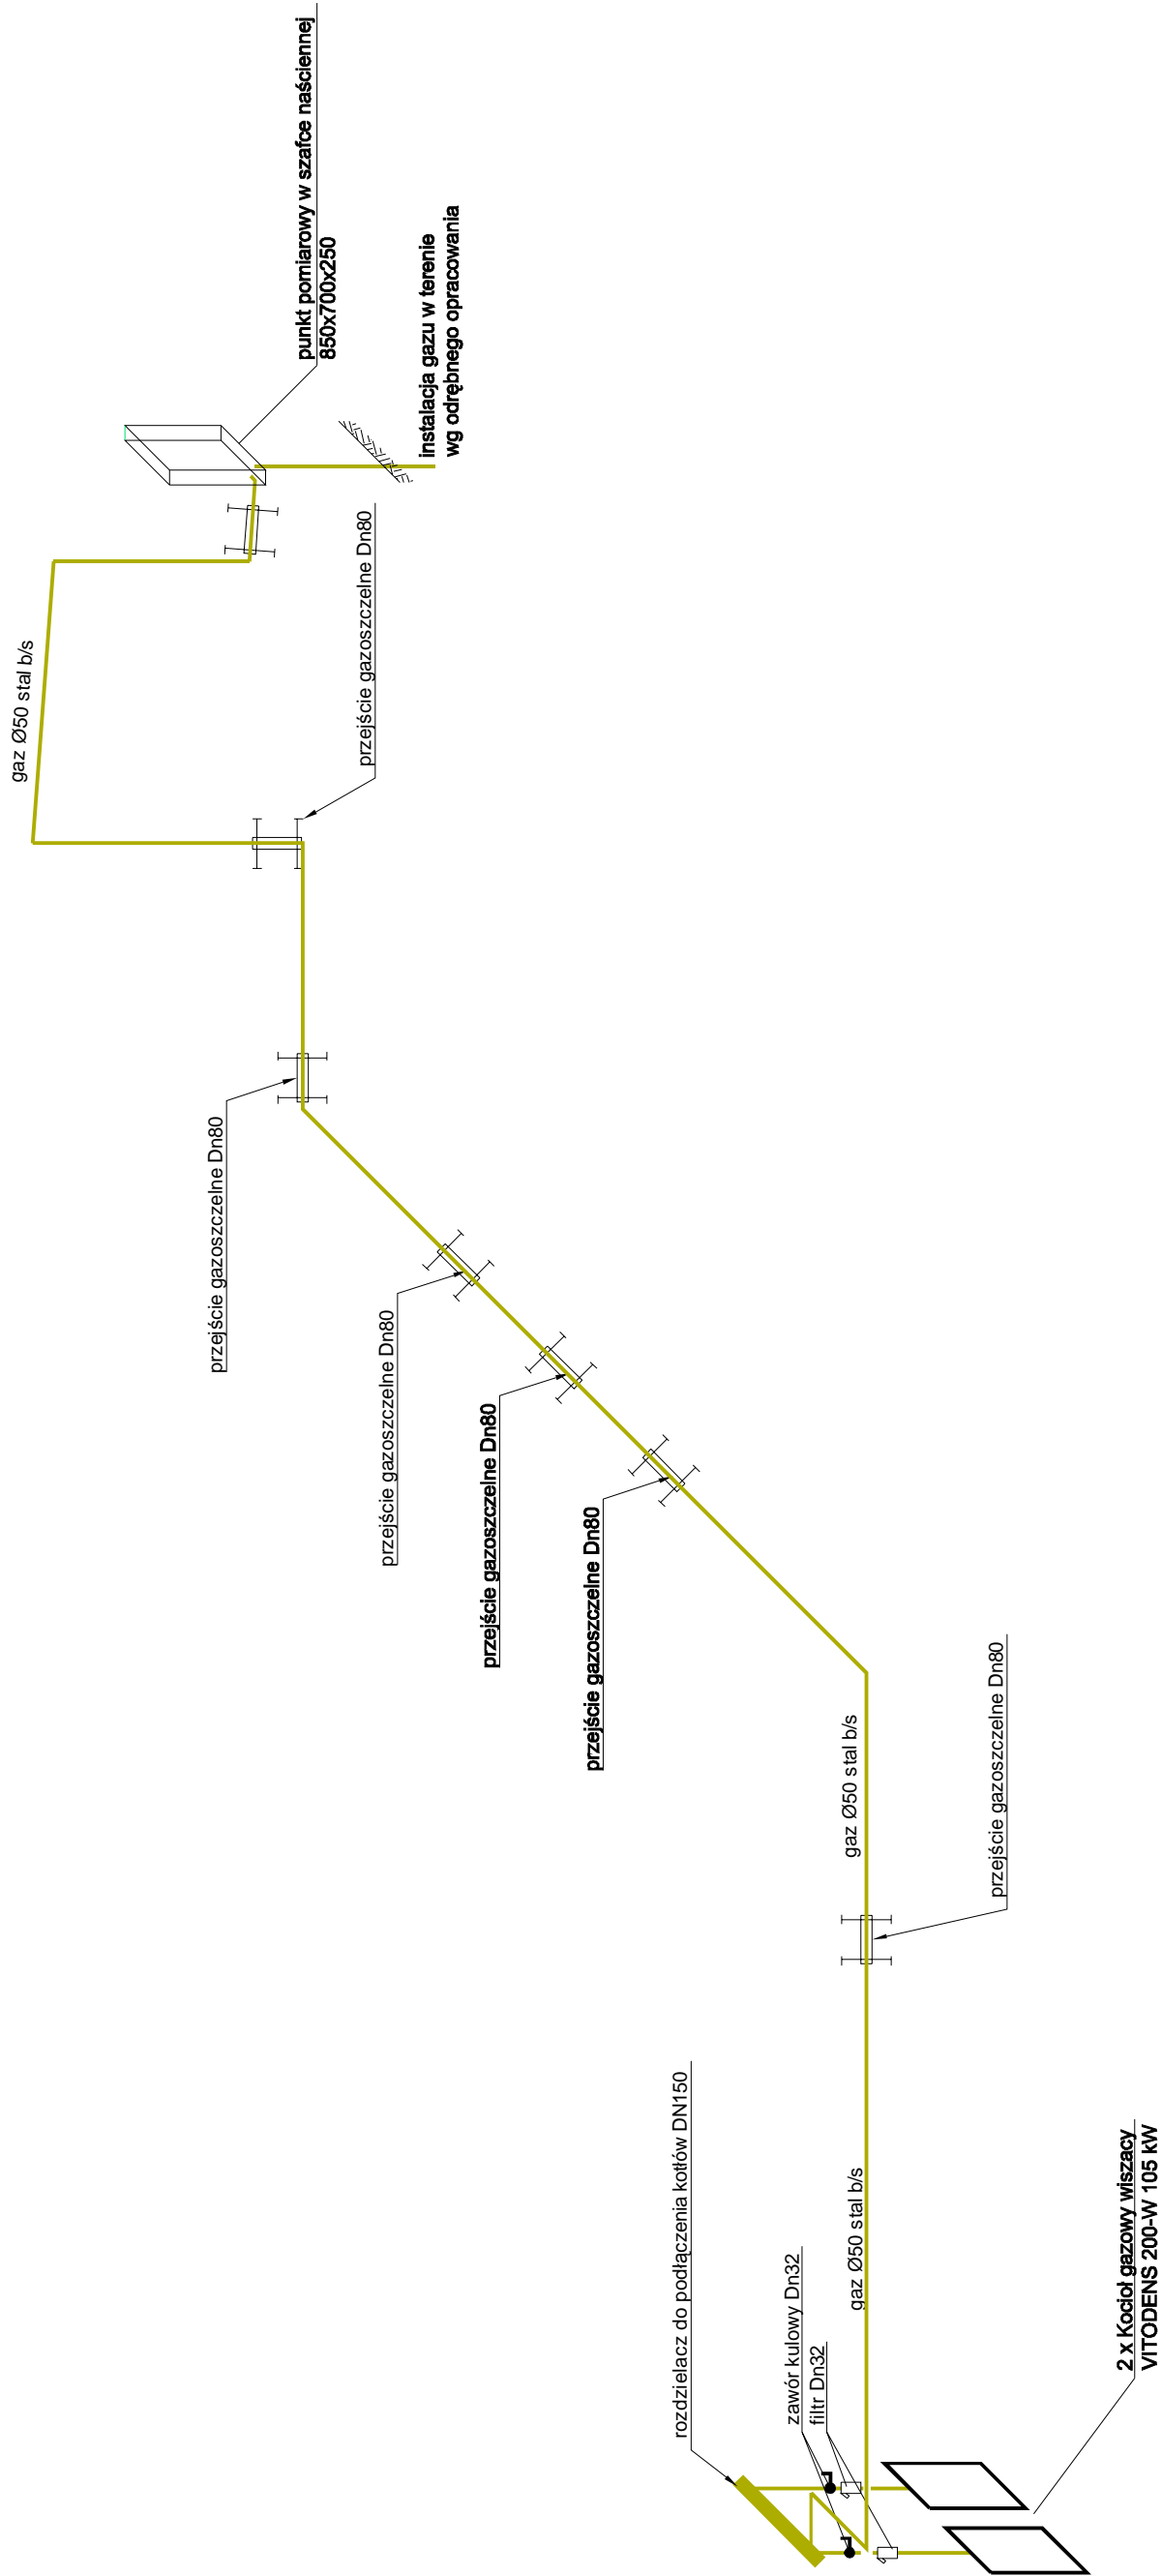 gaz Ø50 stal b/s
punkt pomiarowy w szafce naściennej
850x700x250
instalacja gazu w terenie
wg odrębnego opracowania
przejście gazoszczelne Dn80
przejście gazoszczelne Dn80
przejście gazoszczelne Dn80
przejście gazoszczelne Dn80
przejście gazoszczelne Dn80
gaz Ø50 stal b/s
przejście gazoszczelne Dn80
rozdzielacz do podłączenia kotłów DN150
zawór kulowy Dn32
filtr Dn32
gaz Ø50 stal b/s
2 x Kocioł gazowy wiszacy
VITODENS 200-W 105 kW